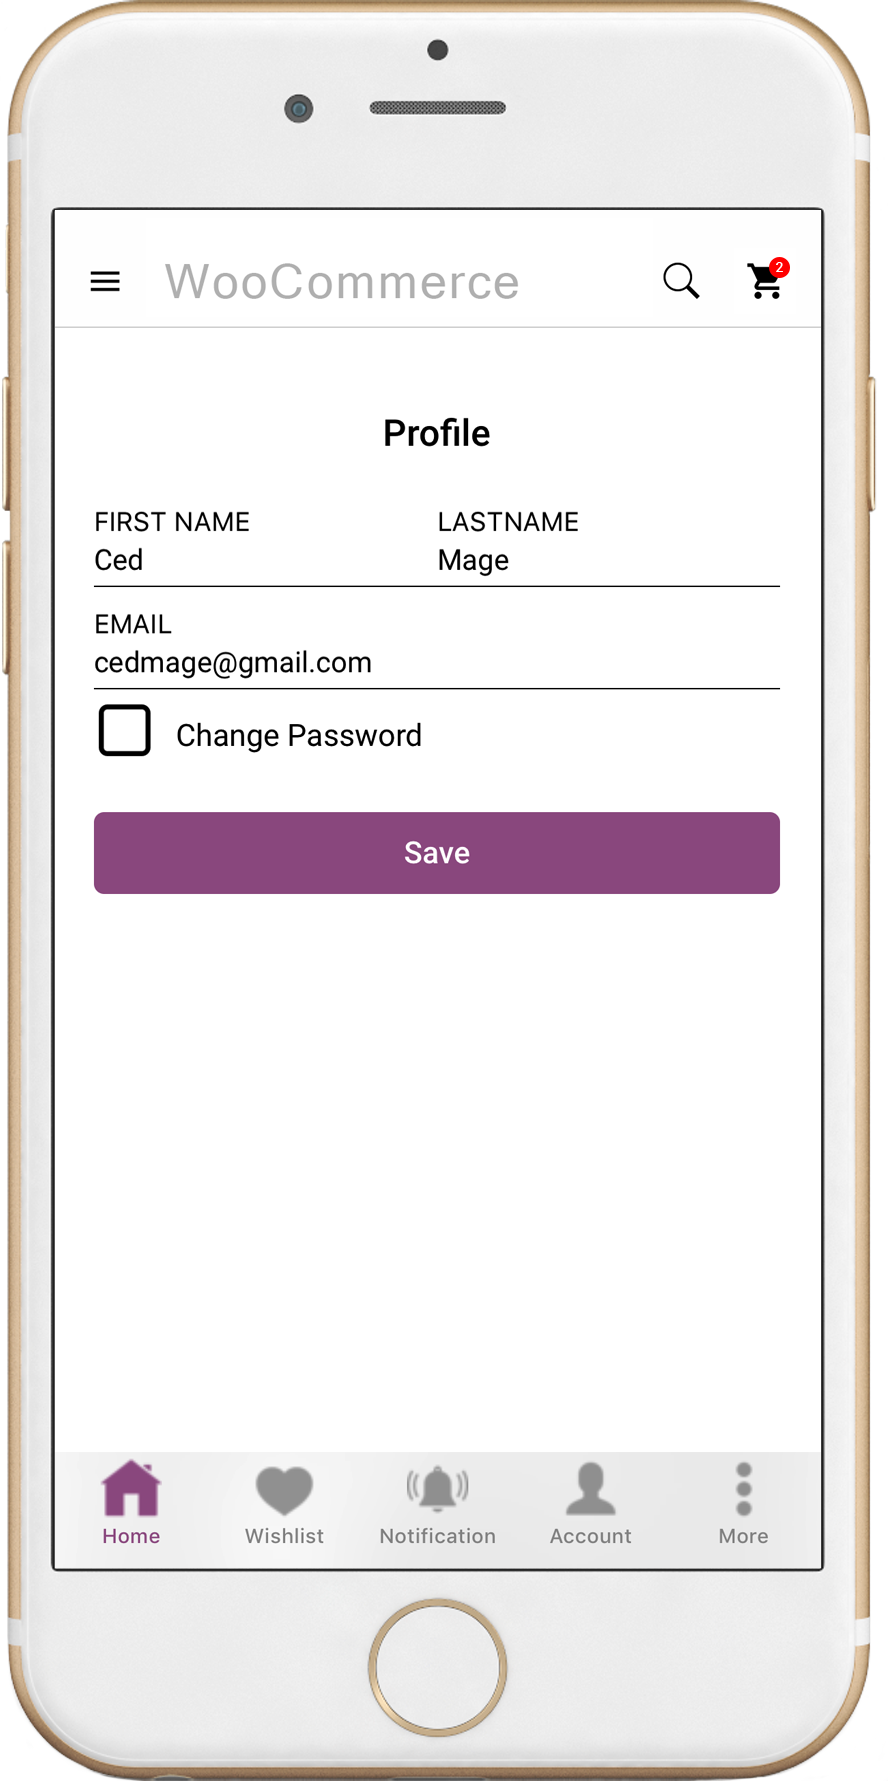 WooCommerce
2
Profile
FIRST NAME LASTNAME
Ced Mage
EMAIL
cedmage@gmail.com
Change Password
Save
Home Wishlist Notification Account More